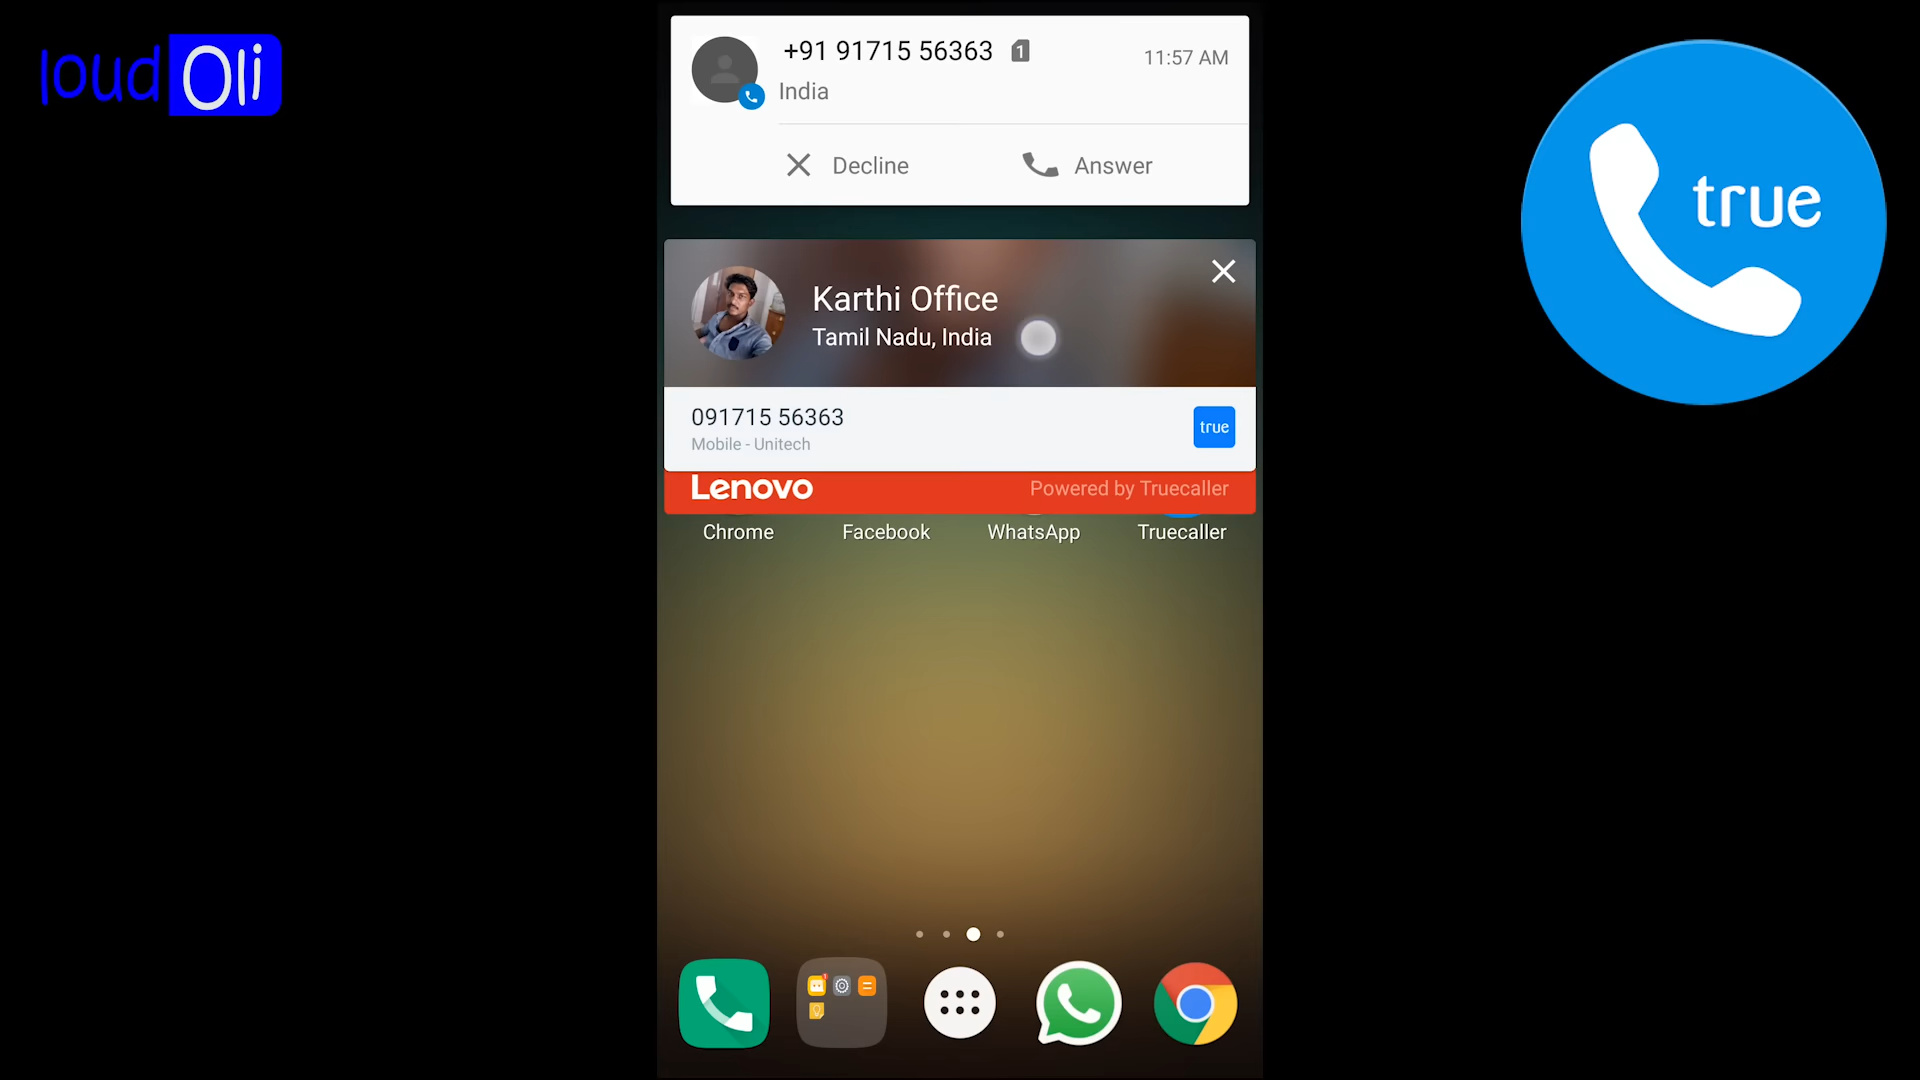 loud Oli
+91 91715 56363 1
11:57 AM
India
Decline
Answer
true
Karthi Office
Tamil Nadu, India
091715 56363
Mobile - Unitech
true
Lenovo
Powered by Truecaller
Chrome
Facebook
WhatsApp
Truecaller